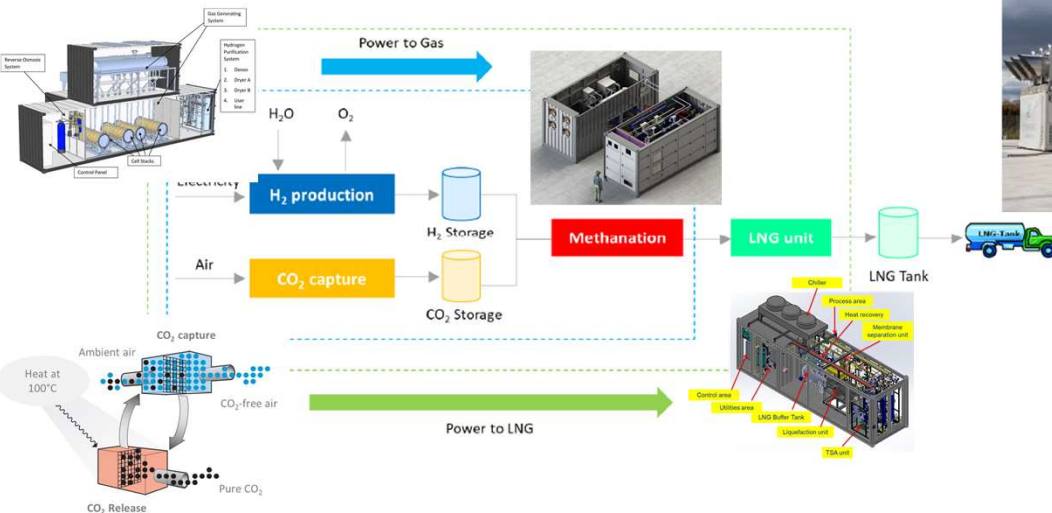 Gas Generating
System
Reverse Osmosis
System
Hydrogen
Purification
System
1. Deoxo
2. Dryer A
3. Dryer B
4. User
line
Cell Stacks
Control Panel
Power to Gas
H₂O
O₂
Electricity
H₂ production
H₂ Storage
Methanation
LNG unit
LNG Tank
LNG-Tank
Air
CO₂ capture
CO₂ Storage
CO₂ capture
Ambient air
Heat at
100°C
CO₂-free air
Pure CO₂
CO₂ Release
Power to LNG
Chiller
Process area
Heat recovery
Membrane
separation unit
Control area
Utilities area
LNG Buffer Tank
Liquefaction unit
TSA unit